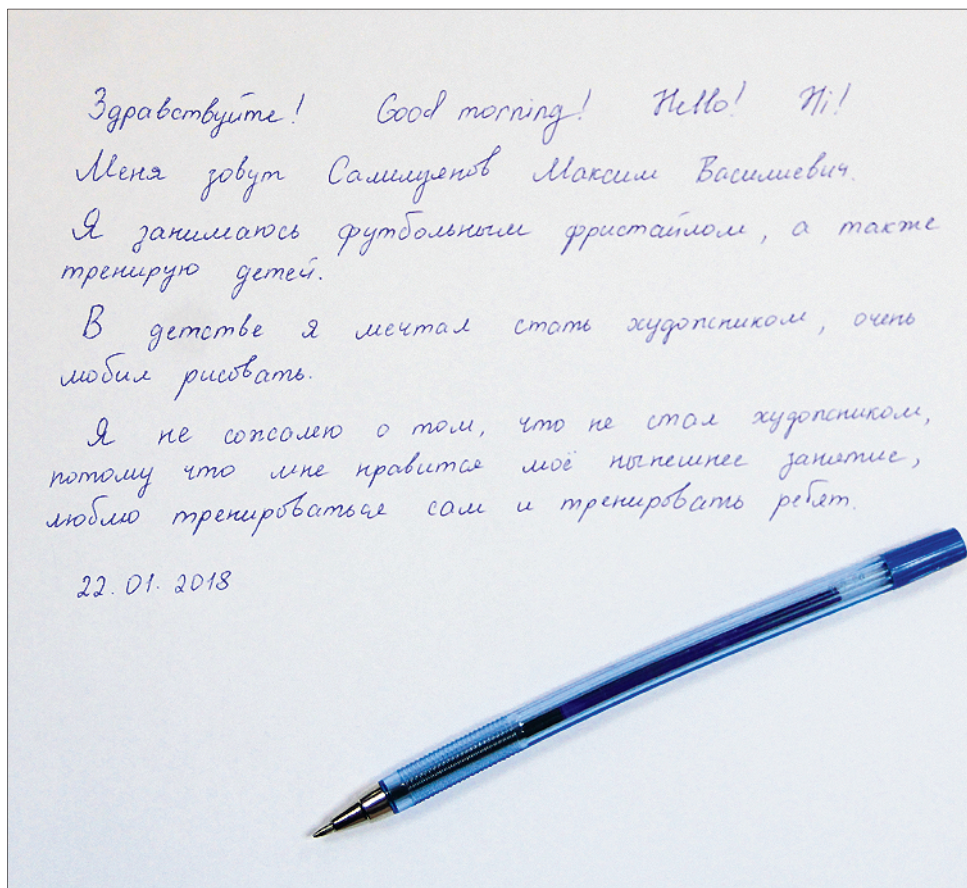 Здравствуйте! Good morning! Hello! Hi!
Меня зовут Максим Василиевич.
Я занимаюсь футбольным фристайлом, а также
тренирую детей.
В детстве я мечтал стать художником, очень
любил рисовать.
Я не сожалею о том, что не стал художником,
потому что мне нравится моё нынешнее занятие,
люблю тренироваться сам и тренировать ребят.
22.01.2018